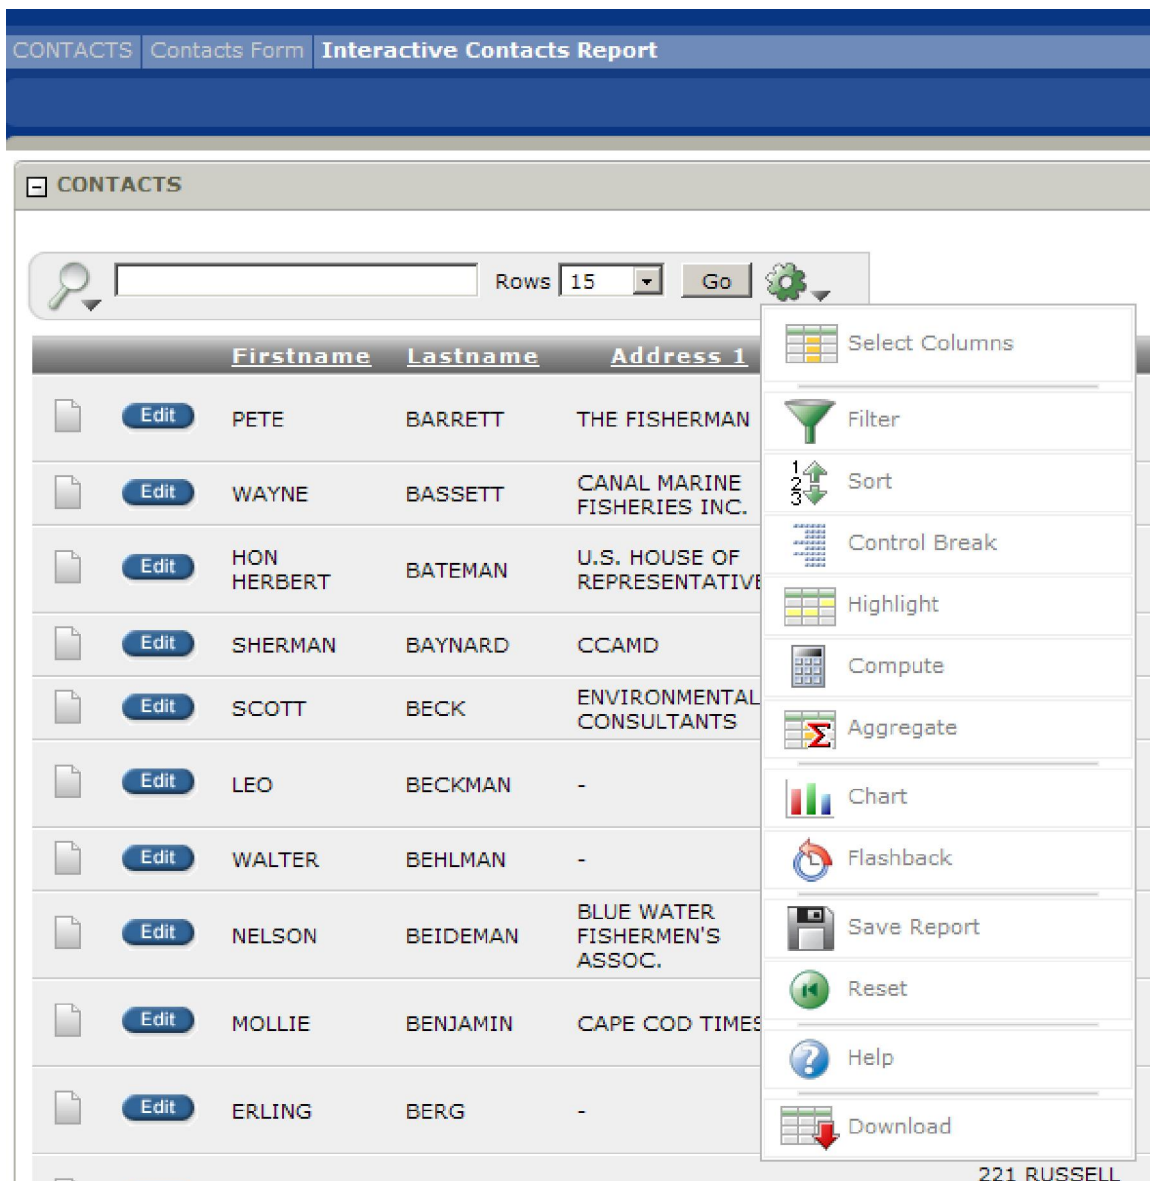 CONTACTS Contacts Form Interactive Contacts Report
CONTACTS
Rows 15 Go
Firstname Lastname Address 1
Edit PETE BARRETT THE FISHERMAN
Edit WAYNE BASSETT CANAL MARINE
FISHERIES INC.
Edit HON
HERBERT BATEMAN U.S. HOUSE OF
REPRESENTATIVE
Edit SHERMAN BAYNARD CCAMD
Edit SCOTT BECK ENVIRONMENTAL
CONSULTANTS
Edit LEO BECKMAN -
Edit WALTER BEHLMAN -
Edit NELSON BEIDEMAN BLUE WATER
FISHERMEN'S
ASSOC.
Edit MOLLIE BENJAMIN CAPE COD TIMES
Edit ERLING BERG -
Select Columns
Filter
1
2
3
Sort
Control Break
Highlight
Compute
Aggregate
Chart
Flashback
Save Report
Reset
Help
Download
221 RUSSELL